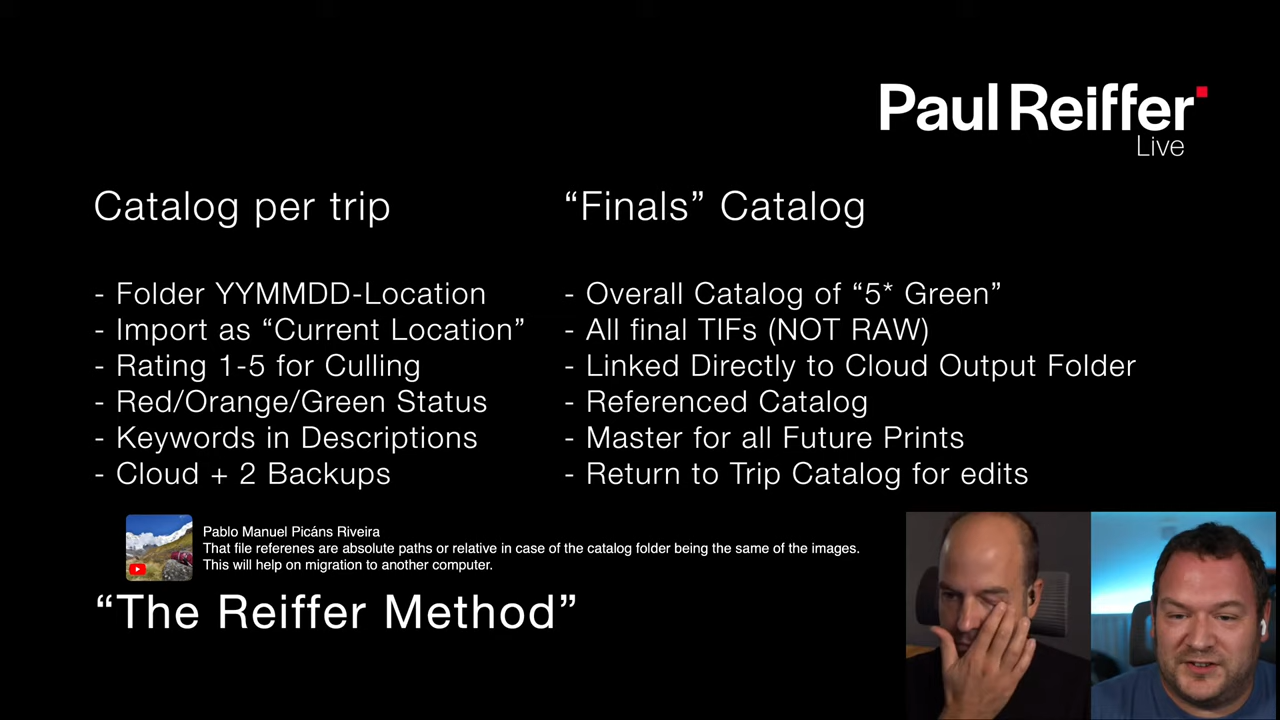 Paul Reiffer
Live
Catalog per trip
- Folder YYMMDD-Location
- Import as “Current Location”
- Rating 1-5 for Culling
- Red/Orange/Green Status
- Keywords in Descriptions
- Cloud + 2 Backups
“Finals” Catalog
- Overall Catalog of “5* Green”
- All final TIFs (NOT RAW)
- Linked Directly to Cloud Output Folder
- Referenced Catalog
- Master for all Future Prints
- Return to Trip Catalog for edits
Pablo Manuel Picáns Riveira
That file referenes are absolute paths or relative in case of the catalog folder being the same of the images.
This will help on migration to another computer.
“The Reiffer Method”